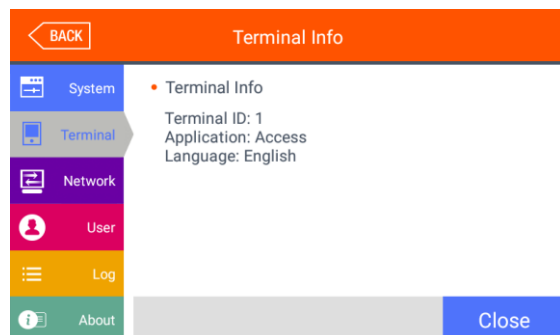 BACK
Terminal Info
System
Terminal
Network
User
Log
About
Terminal Info
Terminal ID: 1
Application: Access
Language: English
Close